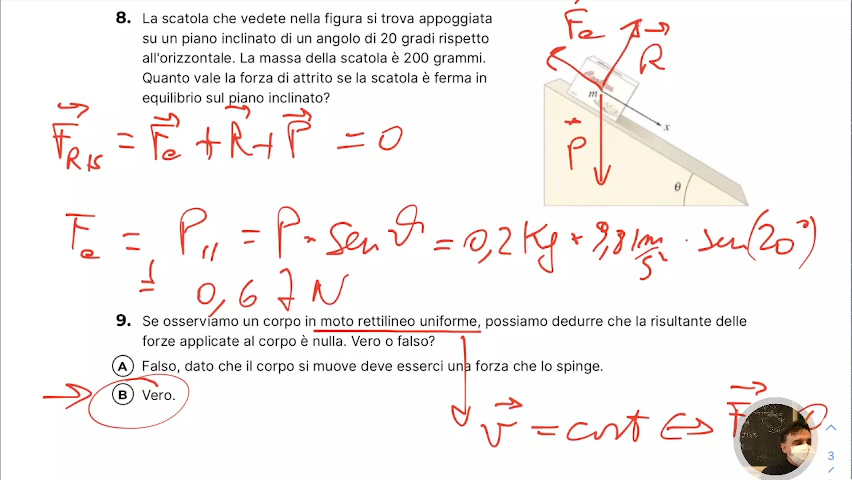 8. La scatola che vedete nella figura si trova appoggiata
su un piano inclinato di un angolo di 20 gradi rispetto
all'orizzontale. La massa della scatola è 200 grammi.
Quanto vale la forza di attrito se la scatola è ferma in
equilibrio sul piano inclinato?
Fe
R
m
x
P
θ
FRis = Fe + R + P = 0
Fe = P// = P · sen ϑ = 0,2 Kg * 9,81 m/s² · sen(20°)
= 0,67 N
9. Se osserviamo un corpo in moto rettilineo uniforme, possiamo dedurre che la risultante delle
forze applicate al corpo è nulla. Vero o falso?
A Falso, dato che il corpo si muove deve esserci una forza che lo spinge.
B Vero.
v = cost ⇔ F 0
3
/